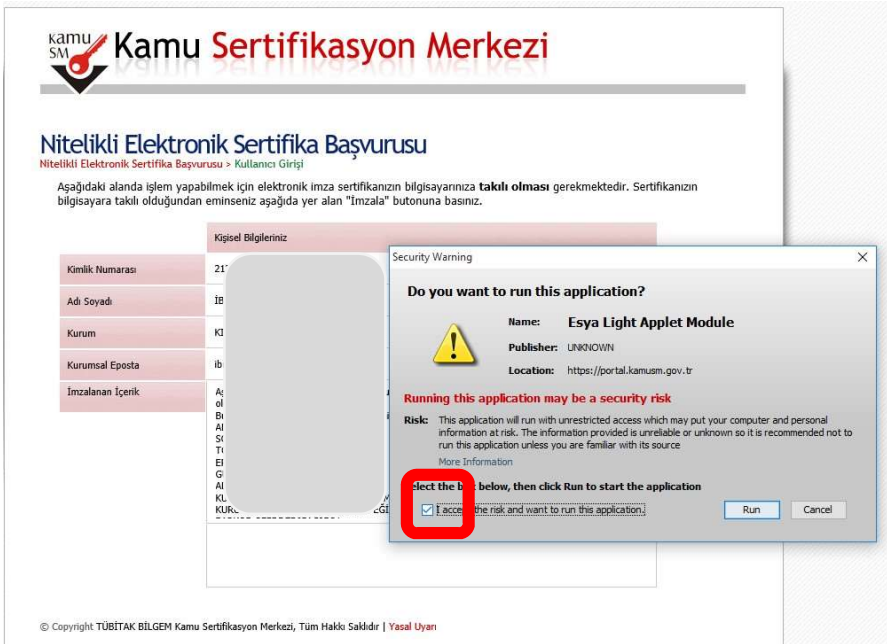 Kamu
SM
Kamu Sertifikasyon Merkezi
Nitelikli Elektronik Sertifika Başvurusu
Nitelikli Elektronik Sertifika Başvurusu > Kullanıcı Girişi
Aşağıdaki alanda işlem yapabilmek için elektronik imza sertifikanızın bilgisayarınıza takılı olması gerekmektedir. Sertifikanızın
bilgisayara takılı olduğundan eminseniz aşağıda yer alan "İmzala" butonuna basınız.
Kişisel Bilgileriniz
Kimlik Numarası
Adı Soyadı
Kurum
Kurumsal Eposta
İmzalanan İçerik
Security Warning
Do you want to run this application?
Name: Esya Light Applet Module
Publisher: UNKNOWN
Location: https://portal.kamusm.gov.tr
Running this application may be a security risk
Risk: This application will run with unrestricted access which may put your computer and personal
information at risk. The information provided is unreliable or unknown so it is recommended not to
run this application unless you are familiar with its source
More Information
Select the box below, then click Run to start the application
I accept the risk and want to run this application.
Run
Cancel
© Copyright TÜBİTAK BİLGEM Kamu Sertifikasyon Merkezi, Tüm Hakkı Saklıdır | Yasal Uyarı